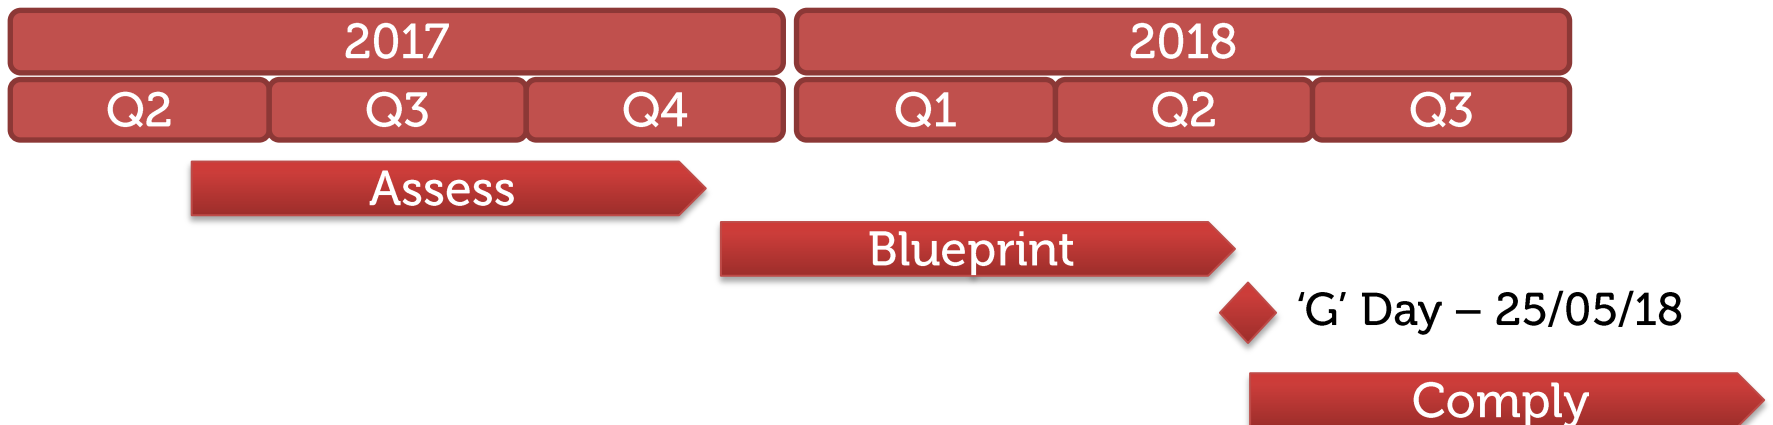 2017 2018
Q2 Q3 Q4 Q1 Q2 Q3
Assess
Blueprint
‘G’ Day – 25/05/18
Comply